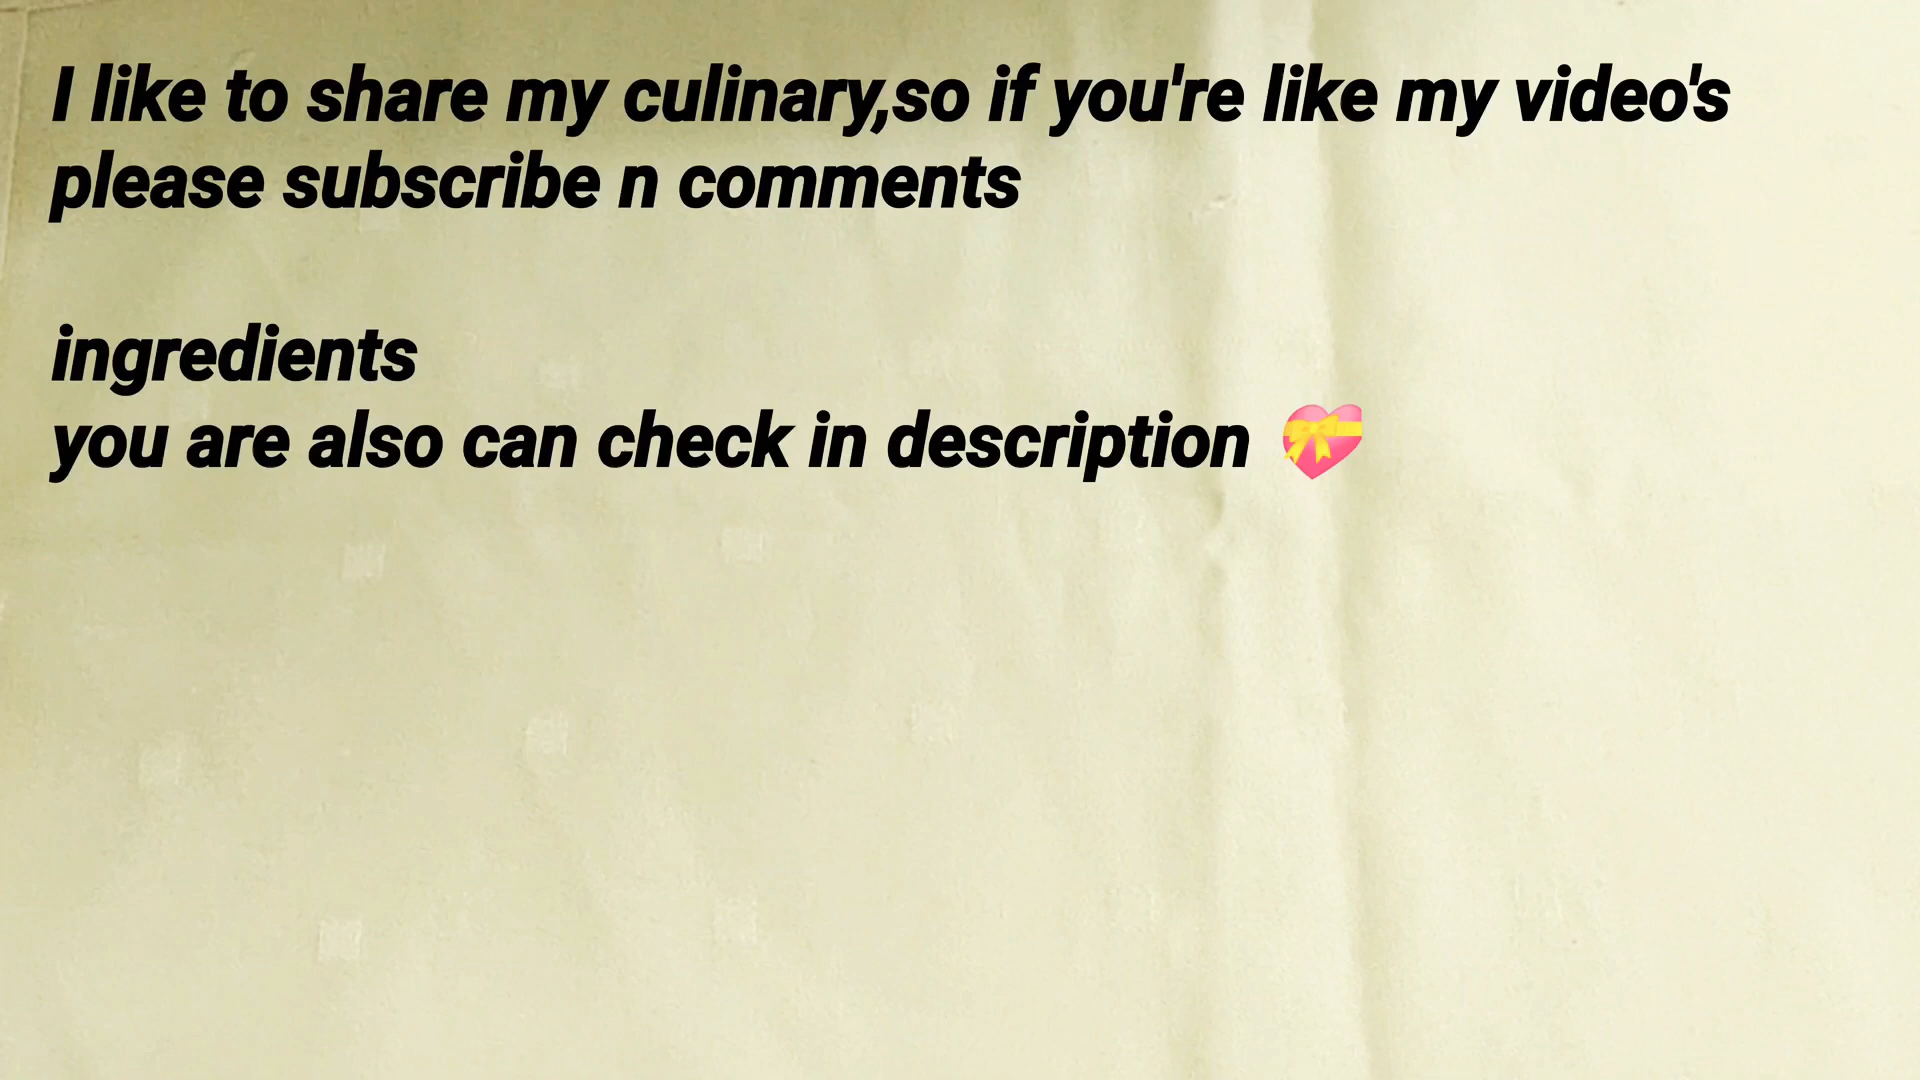 I like to share my culinary,so if you're like my video's
please subscribe n comments
ingredients
you are also can check in description 💝